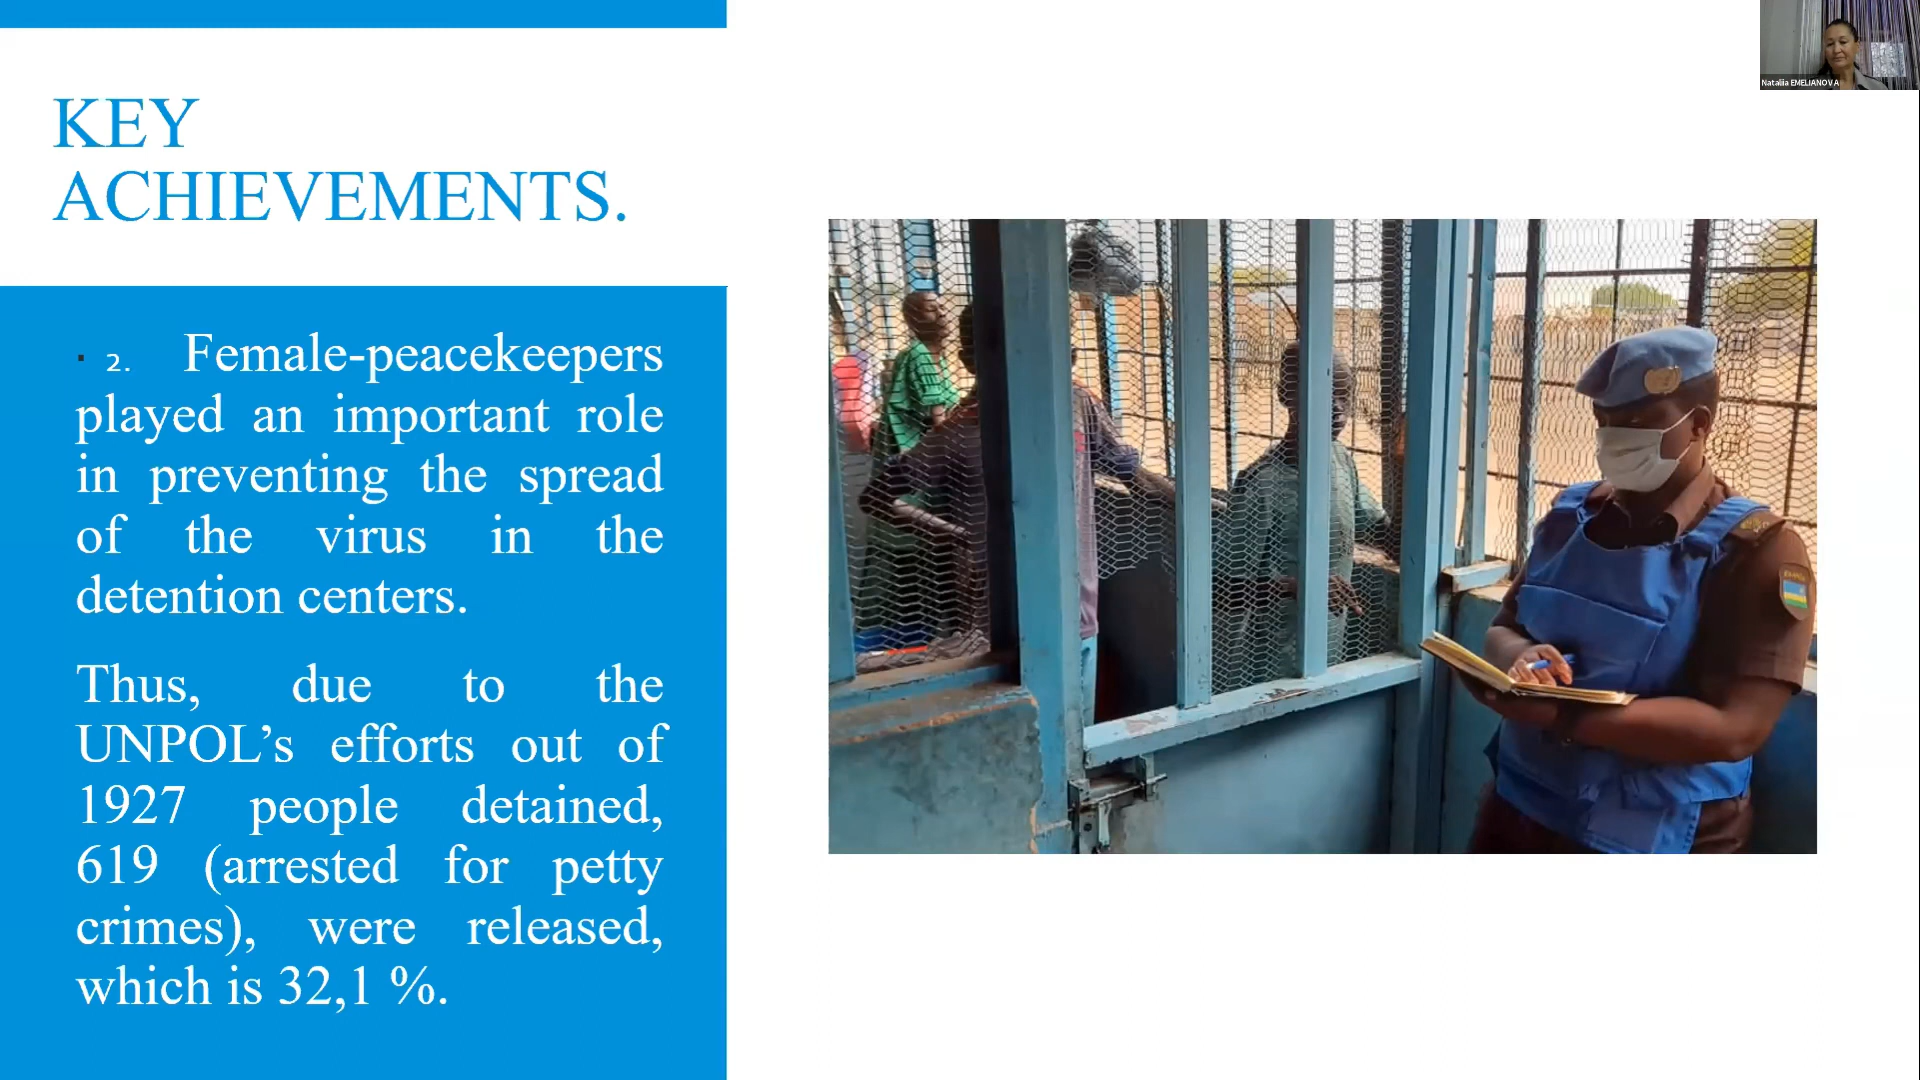 Nataliia EMELIANOVA
KEY
ACHIEVEMENTS.
▪ 2. Female-peacekeepers
played an important role
in preventing the spread
of the virus in the
detention centers.
Thus, due to the
UNPOL’s efforts out of
1927 people detained,
619 (arrested for petty
crimes), were released,
which is 32,1 %.